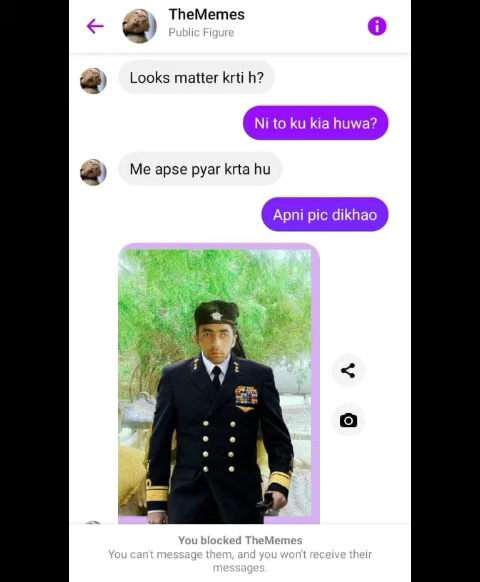 TheMemes
Public Figure
Looks matter krti h?
Ni to ku kia huwa?
Me apse pyar krta hu
Apni pic dikhao
You blocked TheMemes
You can't message them, and you won't receive their
messages.